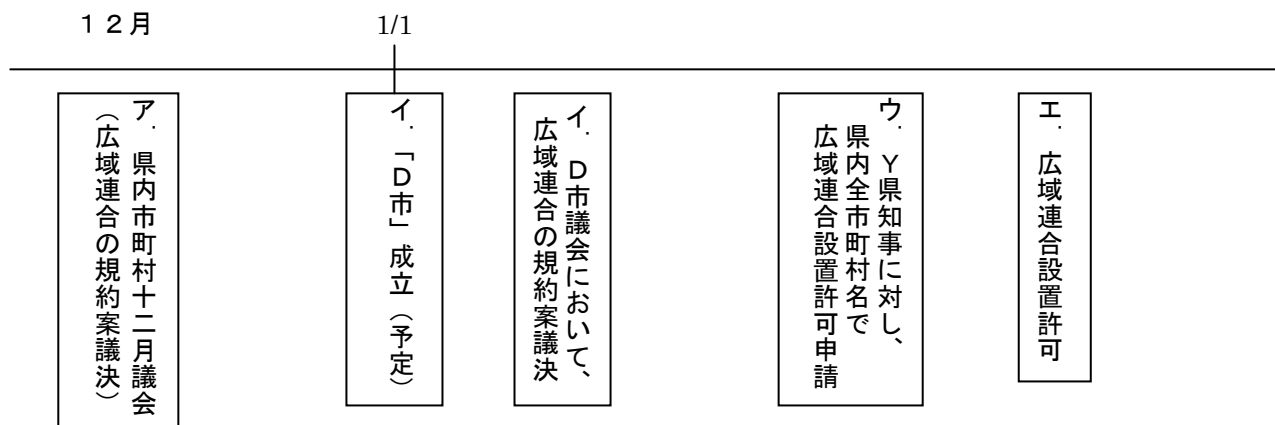 １２月
1/1
ア．県内市町村十二月議会
（広域連合の規約案議決）
イ．「Ｄ市」成立（予定）
イ．Ｄ市議会において、
広域連合の規約案議決
ウ．Ｙ県知事に対し、
県内全市町村名で
広域連合設置許可申請
エ．広域連合設置許可